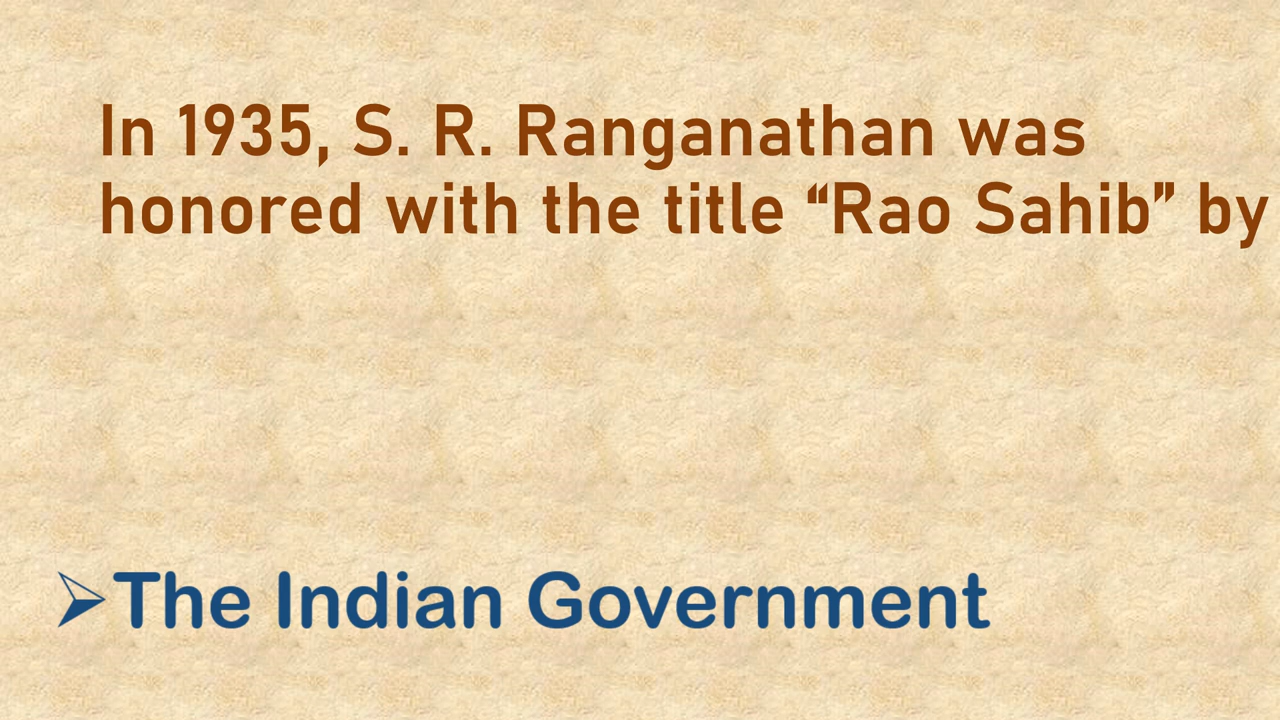 In 1935, S. R. Ranganathan was
honored with the title “Rao Sahib” by
➢The Indian Government